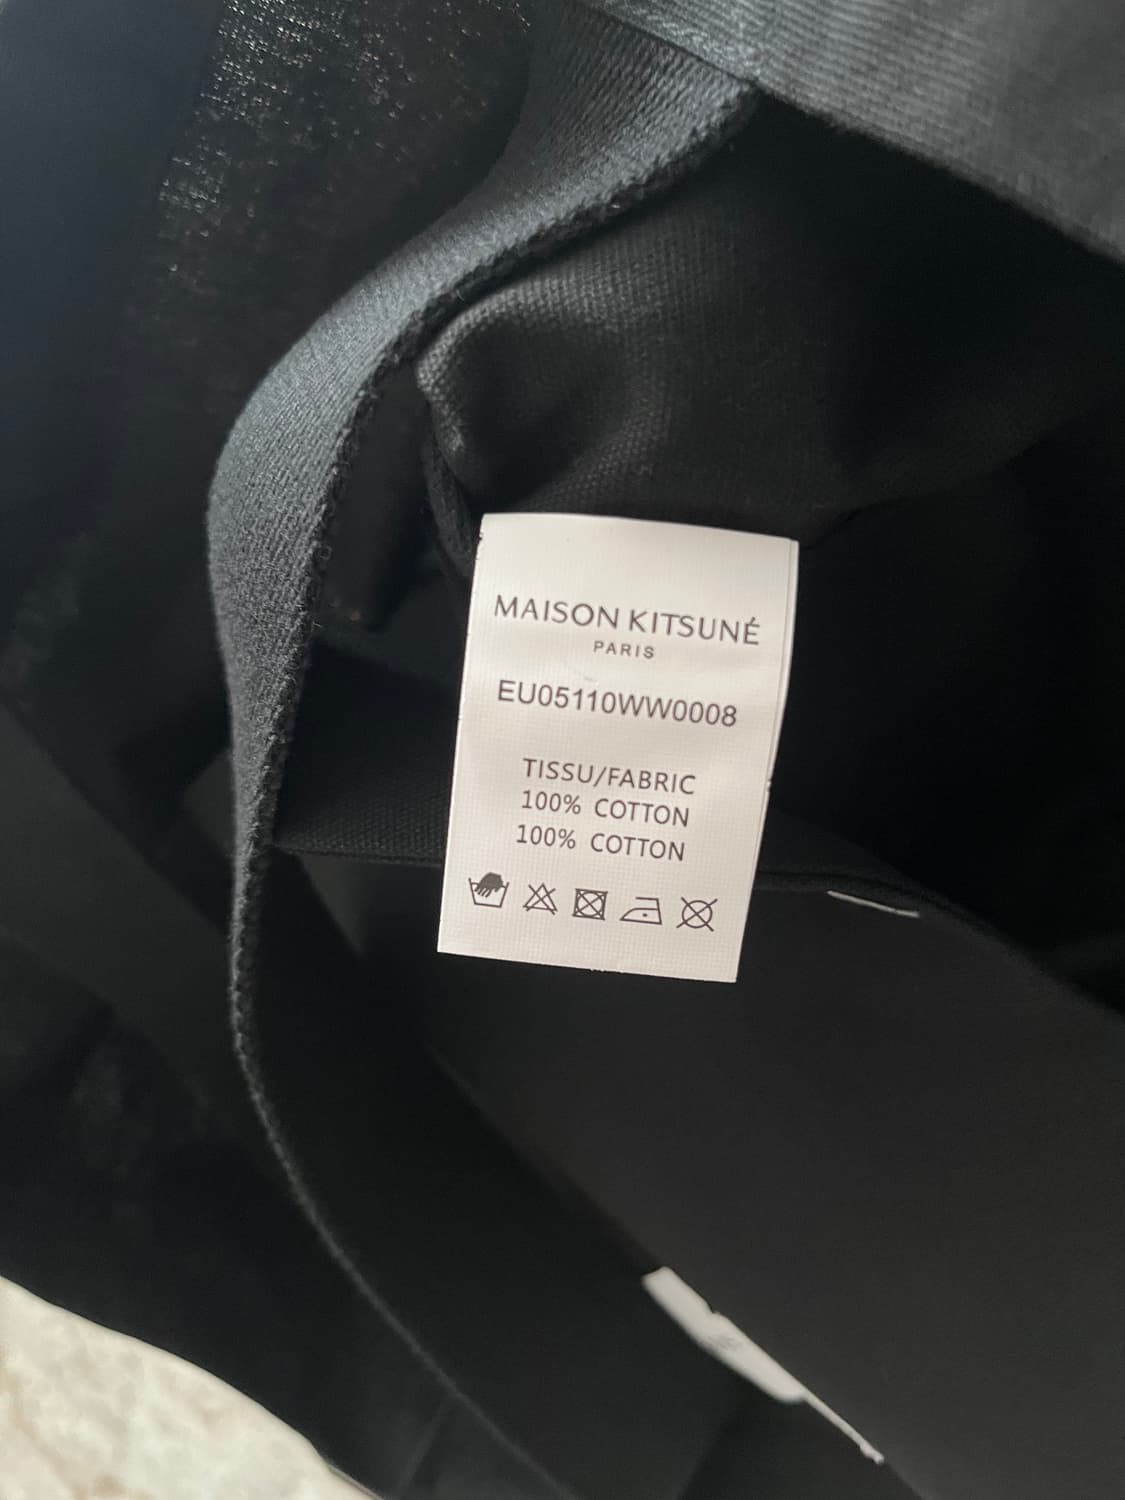 MAISON KITSUNÉ
PARIS
EU05110WW0008
TISSU/FABRIC
100% COTTON
100% COTTON